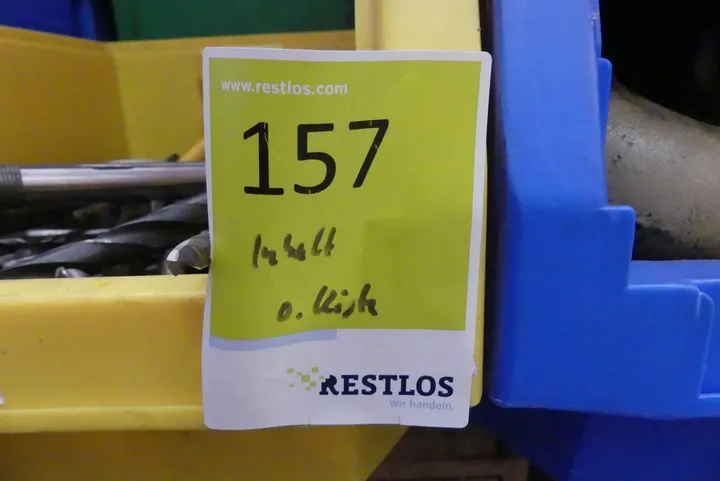 www.restlos.com
157
Inhalt
o. Kiste
RESTLOS
Wir handeln.